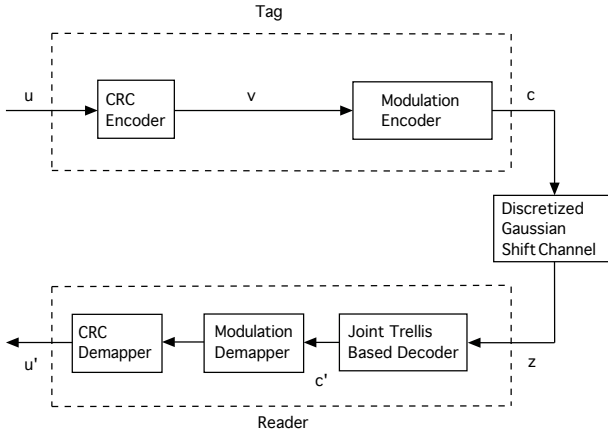 Tag
u
CRC
Encoder
v
Modulation
Encoder
c
Discretized
Gaussian
Shift Channel
CRC
Demapper
Modulation
Demapper
Joint Trellis
Based Decoder
u'
c'
z
Reader